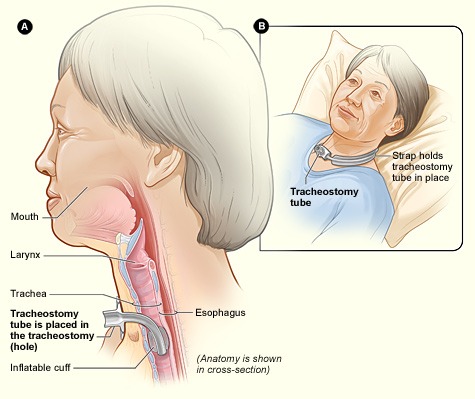 A
B
Strap holds
tracheostomy
tube in place
Tracheostomy
tube
Mouth
Larynx
Trachea
Tracheostomy
tube is placed in
the tracheostomy
(hole)
Esophagus
Inflatable cuff
(Anatomy is shown
in cross-section)